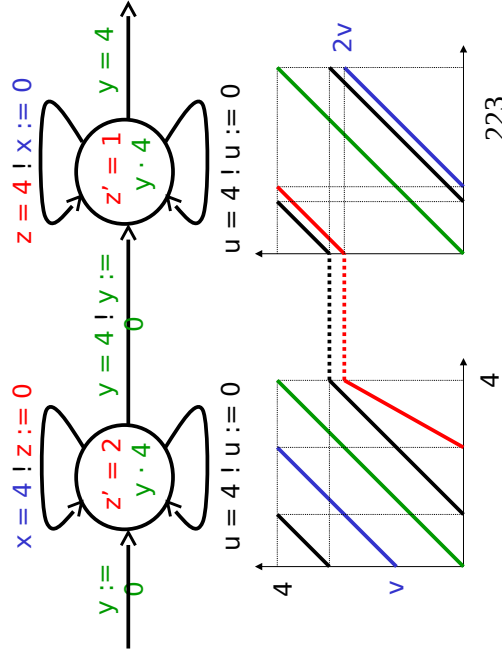 x = 4 ! z := 0
z = 4 ! x := 0
y :=
0
z’ = 2
y · 4
y = 4 ! y :=
0
z’ = 1
y · 4
y = 4
u = 4 ! u := 0
u = 4 ! u := 0
4
v
4
2v
223